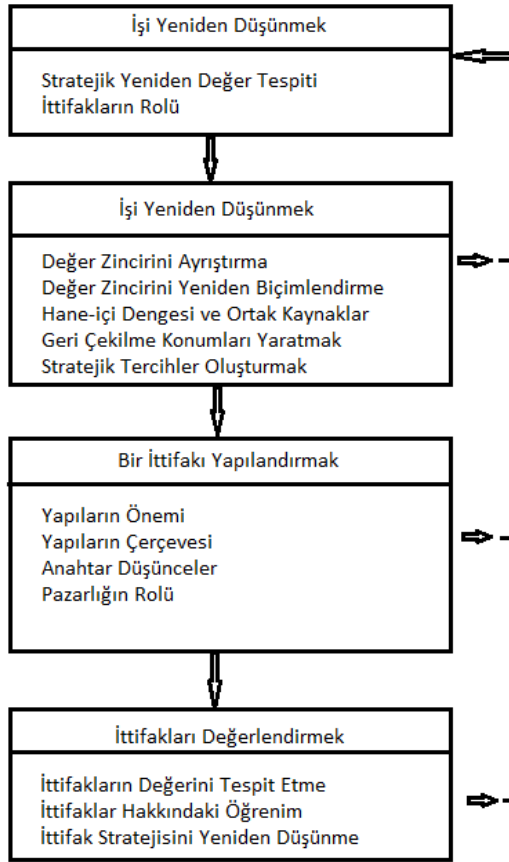 İşi Yeniden Düşünmek
Stratejik Yeniden Değer Tespiti
İttifakların Rolü
İşi Yeniden Düşünmek
Değer Zincirini Ayrıştırma
Değer Zincirini Yeniden Biçimlendirme
Hane-içi Dengesi ve Ortak Kaynaklar
Geri Çekilme Konumları Yaratmak
Stratejik Tercihler Oluşturmak
Bir İttifakı Yapılandırmak
Yapıların Önemi
Yapıların Çerçevesi
Anahtar Düşünceler
Pazarlığın Rolü
İttifakları Değerlendirmek
İttifakların Değerini Tespit Etme
İttifaklar Hakkındaki Öğrenim
İttifak Stratejisini Yeniden Düşünme